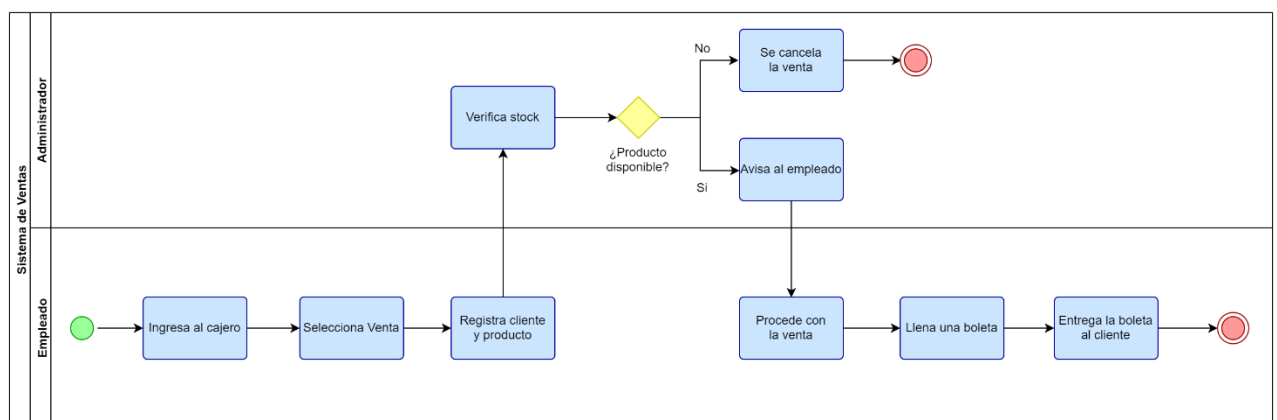 Sistema de Ventas
Administrador
Verifica stock
¿Producto
disponible?
No
Se cancela
la venta
Si
Avisa al empleado
Empleado
Ingresa al cajero
Selecciona Venta
Registra cliente
y producto
Procede con
la venta
Llena una boleta
Entrega la boleta
al cliente